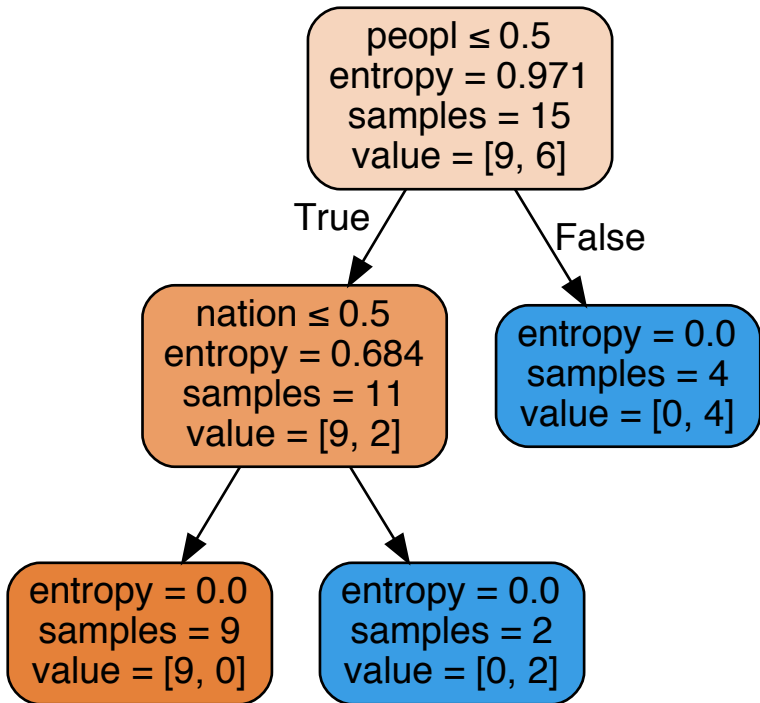 peopl ≤ 0.5
entropy = 0.971
samples = 15
value = [9, 6]
True
False
nation ≤ 0.5
entropy = 0.684
samples = 11
value = [9, 2]
entropy = 0.0
samples = 4
value = [0, 4]
entropy = 0.0
samples = 9
value = [9, 0]
entropy = 0.0
samples = 2
value = [0, 2]